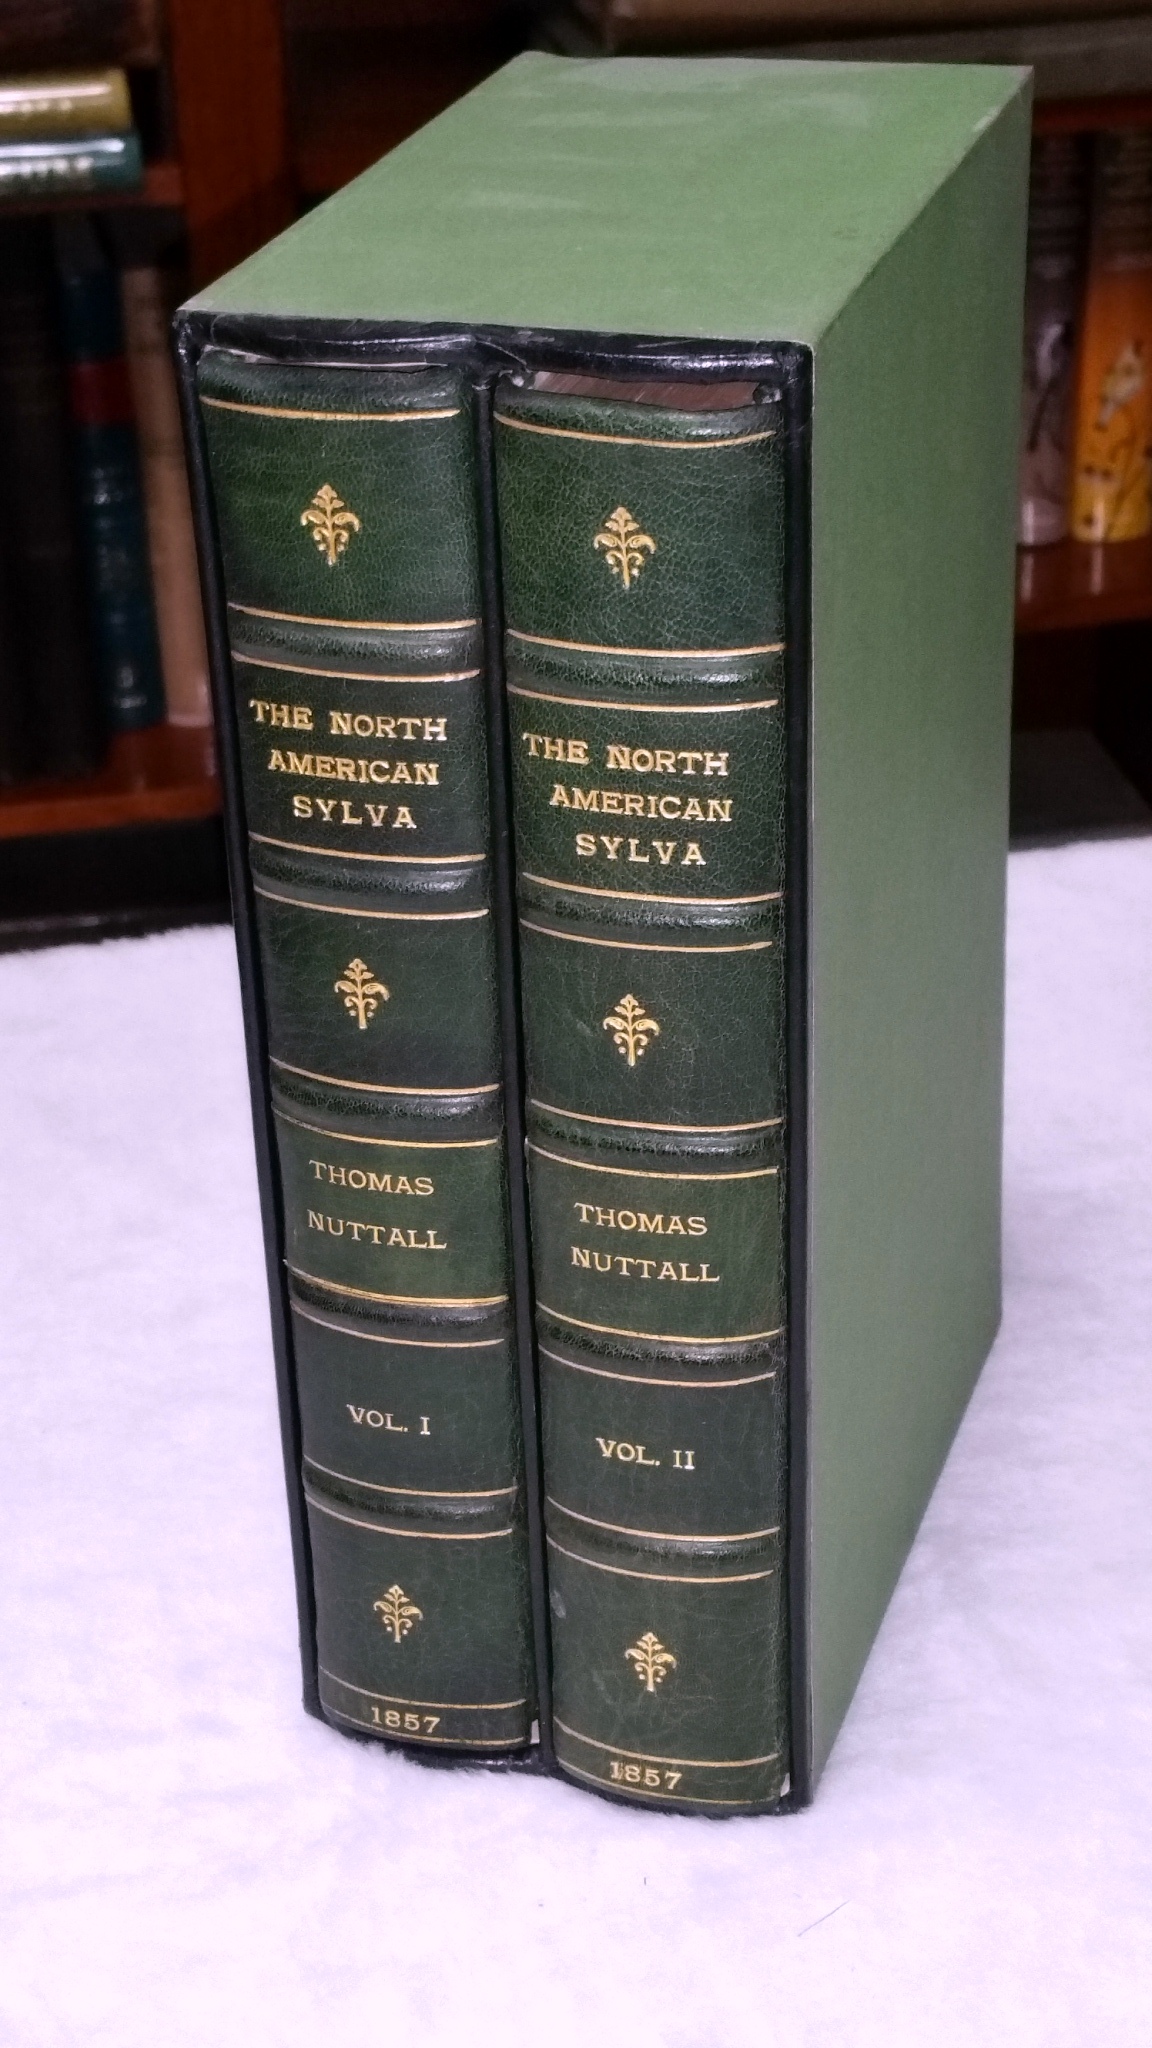 THE NORTH
AMERICAN
SYLVA
THOMAS
NUTTALL
VOL. I
1857
THE NORTH
AMERICAN
SYLVA
THOMAS
NUTTALL
VOL. II
1857